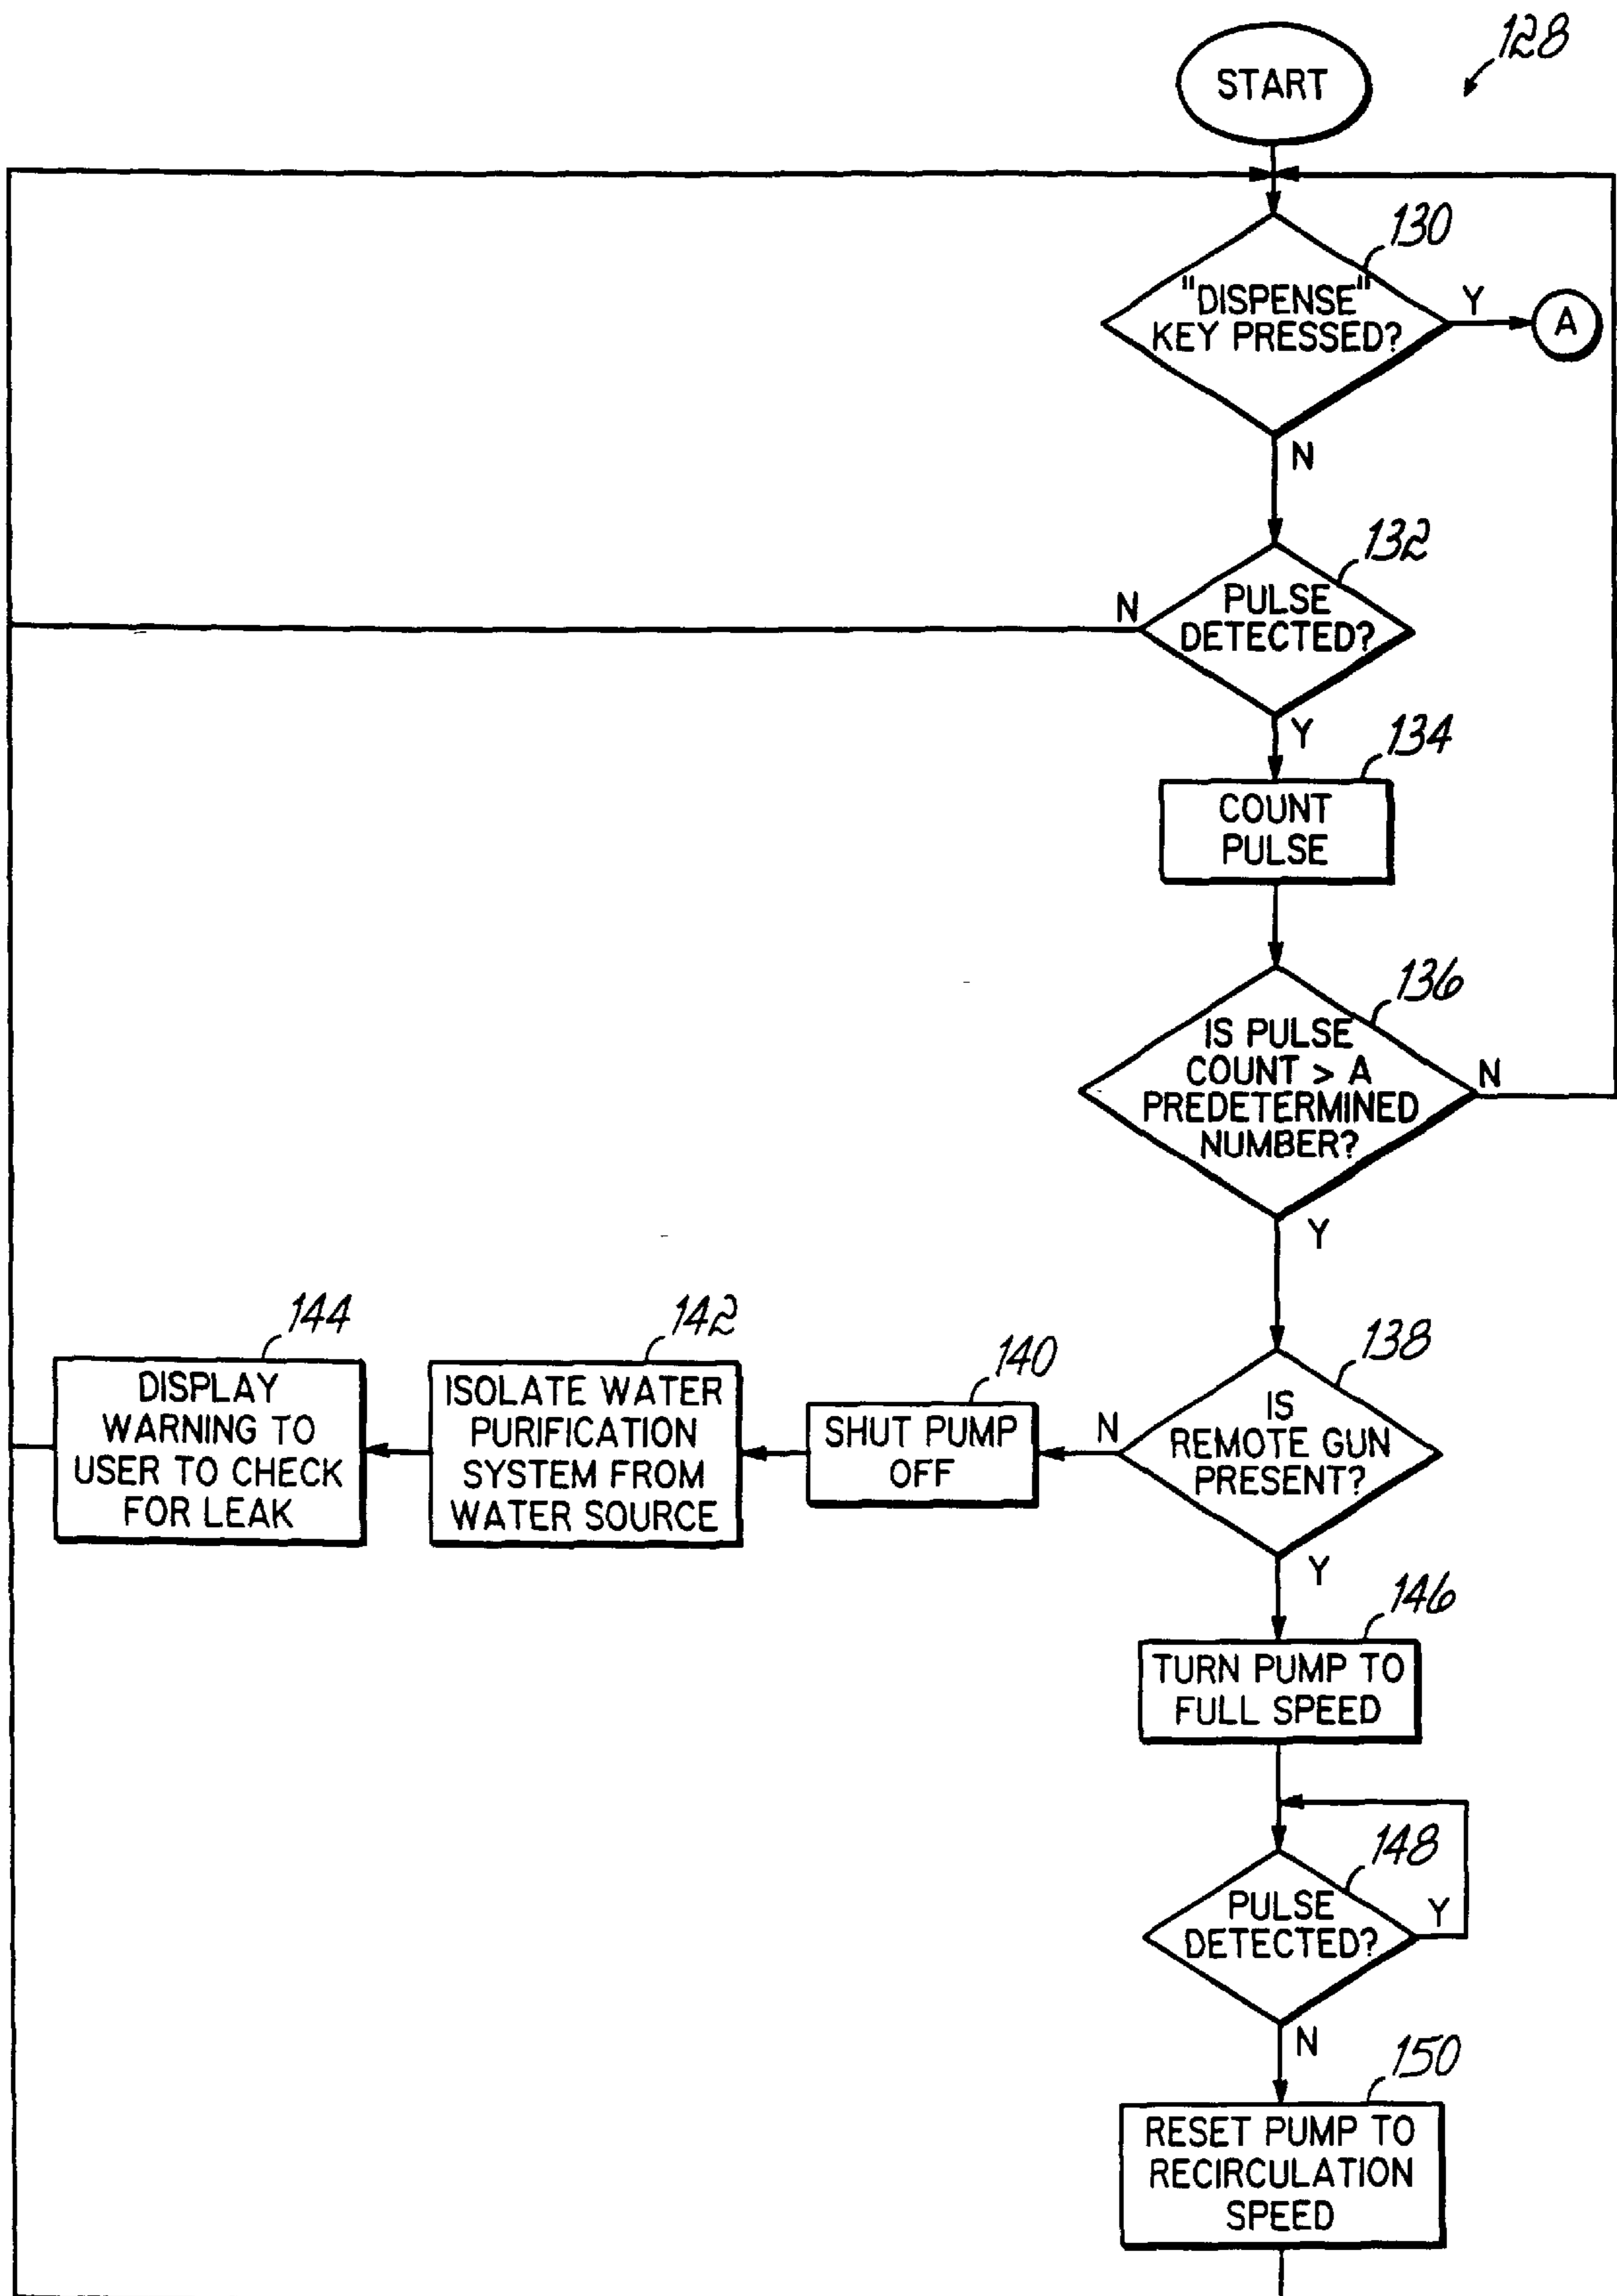 128
START
130
"DISPENSE"
KEY PRESSED?
Y
A
N
132
N
PULSE
DETECTED?
Y
134
COUNT
PULSE
136
IS PULSE
COUNT > A
PREDETERMINED
NUMBER?
N
Y
144
DISPLAY
WARNING TO
USER TO CHECK
FOR LEAK
142
ISOLATE WATER
PURIFICATION
SYSTEM FROM
WATER SOURCE
140
SHUT PUMP
OFF
138
N
IS
REMOTE GUN
PRESENT?
Y
146
TURN PUMP TO
FULL SPEED
148
PULSE
DETECTED?
Y
N
150
RESET PUMP TO
RECIRCULATION
SPEED